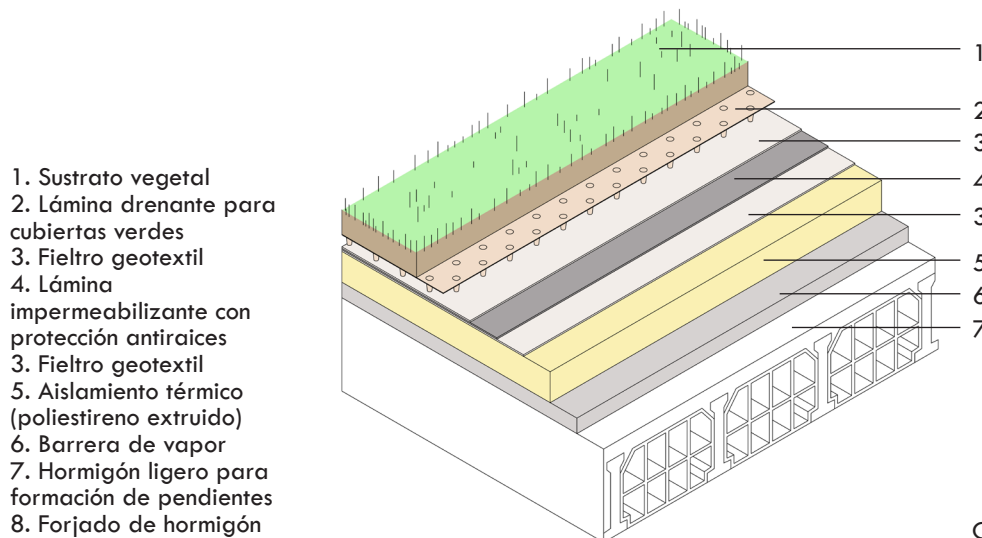 1. Sustrato vegetal
2. Lámina drenante para
cubiertas verdes
3. Fieltro geotextil
4. Lámina
impermeabilizante con
protección antiraices
3. Fieltro geotextil
5. Aislamiento térmico
(poliestireno extruido)
6. Barrera de vapor
7. Hormigón ligero para
formación de pendientes
8. Forjado de hormigón
1
2
3
4
3
5
6
7